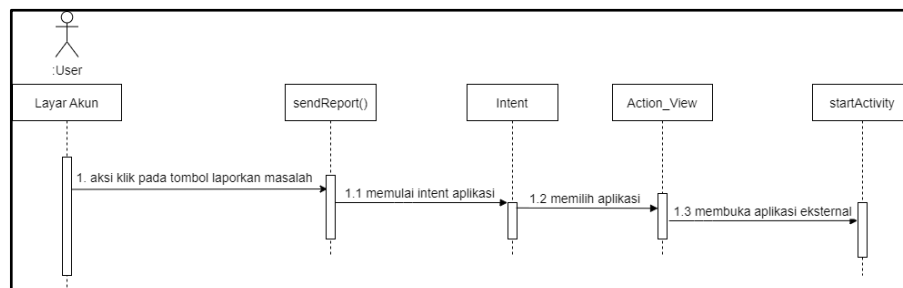 :User
Layar Akun
sendReport()
Intent
Action_View
startActivity
1. aksi klik pada tombol laporkan masalah
1.1 memulai intent aplikasi
1.2 memilih aplikasi
1.3 membuka aplikasi eksternal